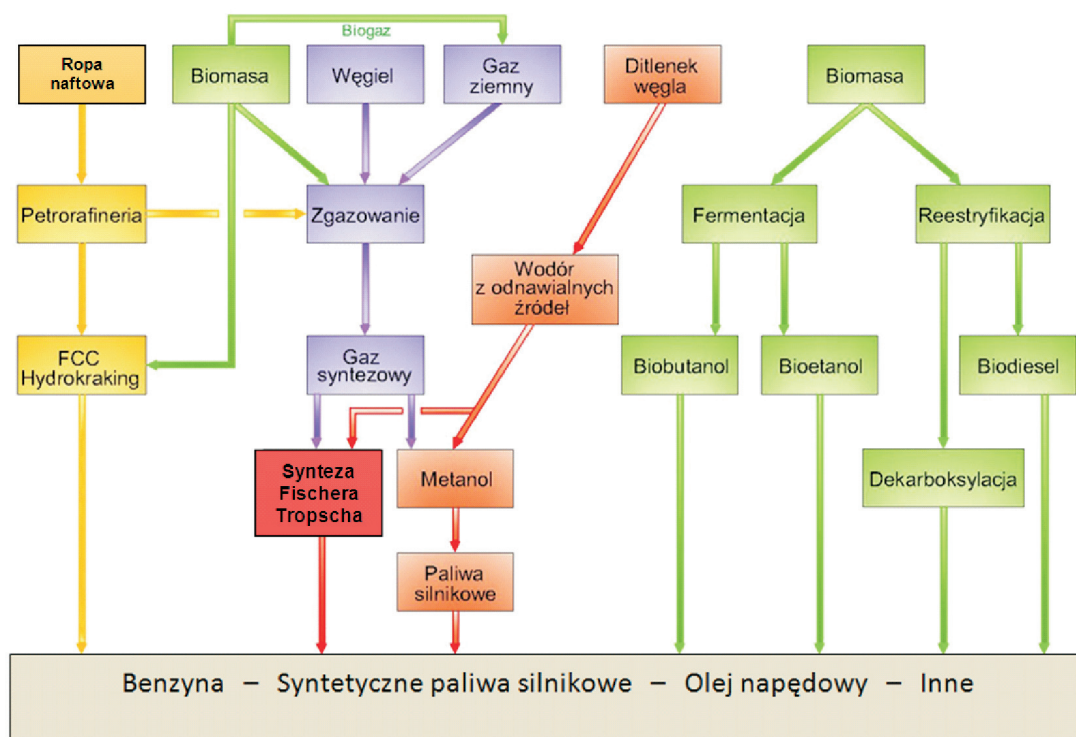 Biogaz
Ropa
naftowa
Biomasa
Węgiel
Gaz
ziemny
Ditlenek
węgla
Biomasa
Petrorafineria
Zgazowanie
Fermentacja
Reestryfikacja
Wodór
z odnawialnych
źródeł
FCC
Hydrokraking
Gaz
syntezowy
Biobutanol
Bioetanol
Biodiesel
Synteza
Fischera
Tropscha
Metanol
Dekarboksylacja
Paliwa
silnikowe
Benzyna – Syntetyczne paliwa silnikowe – Olej napędowy – Inne